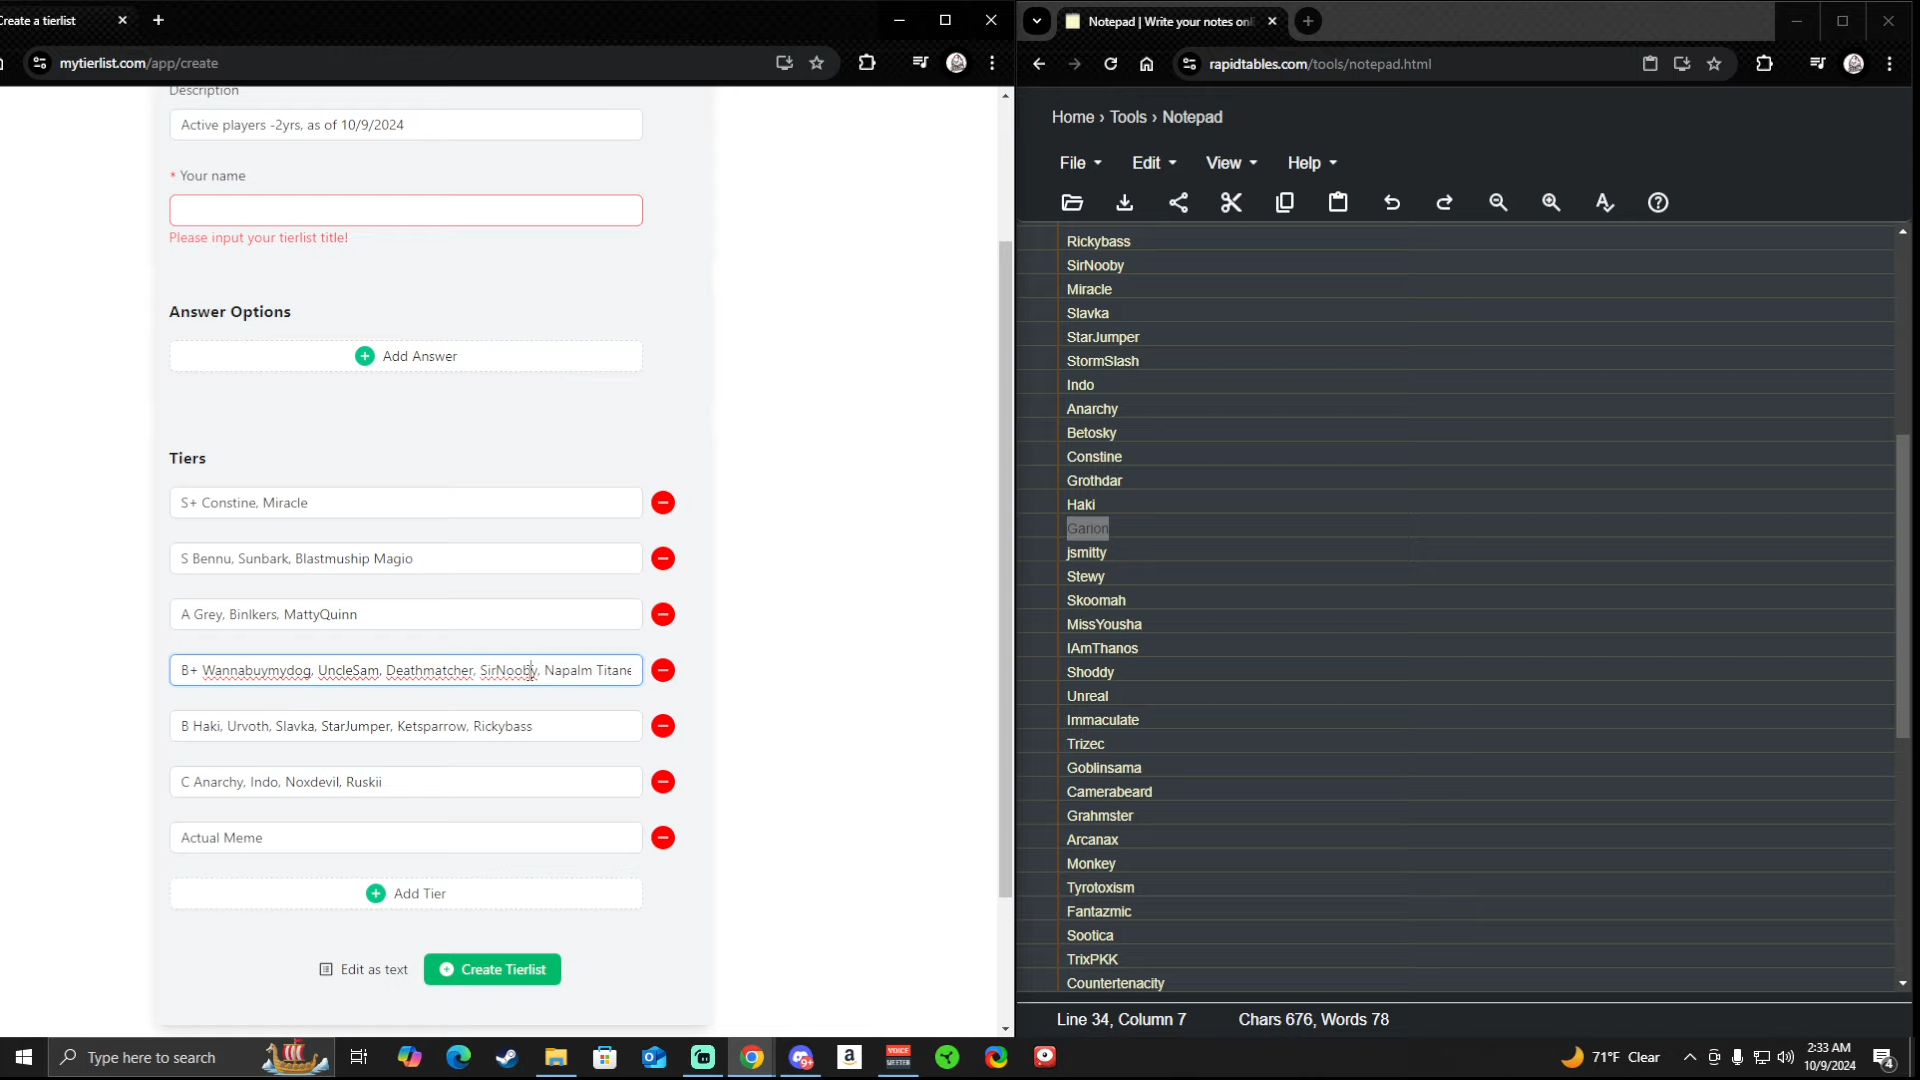 Create a tierlist
mytierlist.com/app/create
Description
Active players -2yrs, as of 10/9/2024
* Your name
Please input your tierlist title!
Answer Options
Add Answer
Tiers
S+ Constine, Miracle
S Bennu, Sunbark, Blastmuship Magio
A Grey, Binlkers, MattyQuinn
B+ Wannabuymydog, UncleSam, Deathmatcher, SirNooby, Napalm Titane
B Haki, Urvoth, Slavka, StarJumper, Ketsparrow, Rickybass
C Anarchy, Indo, Noxdevil, Ruskii
Actual Meme
Add Tier
Edit as text
Create Tierlist
Notepad | Write your notes onl
rapidtables.com/tools/notepad.html
Home › Tools › Notepad
File Edit View Help
Rickybass
SirNooby
Miracle
Slavka
StarJumper
StormSlash
Indo
Anarchy
Betosky
Constine
Grothdar
Haki
Garion
jsmitty
Stewy
Skoomah
MissYousha
IAmThanos
Shoddy
Unreal
Immaculate
Trizec
Goblinsama
Camerabeard
Grahmster
Arcanax
Monkey
Tyrotoxism
Fantazmic
Sootica
TrixPKK
Countertenacity
Line 34, Column 7 Chars 676, Words 78
Type here to search
9+
a
VOICE
MEETER
71°F Clear
2:33 AM
10/9/2024
4